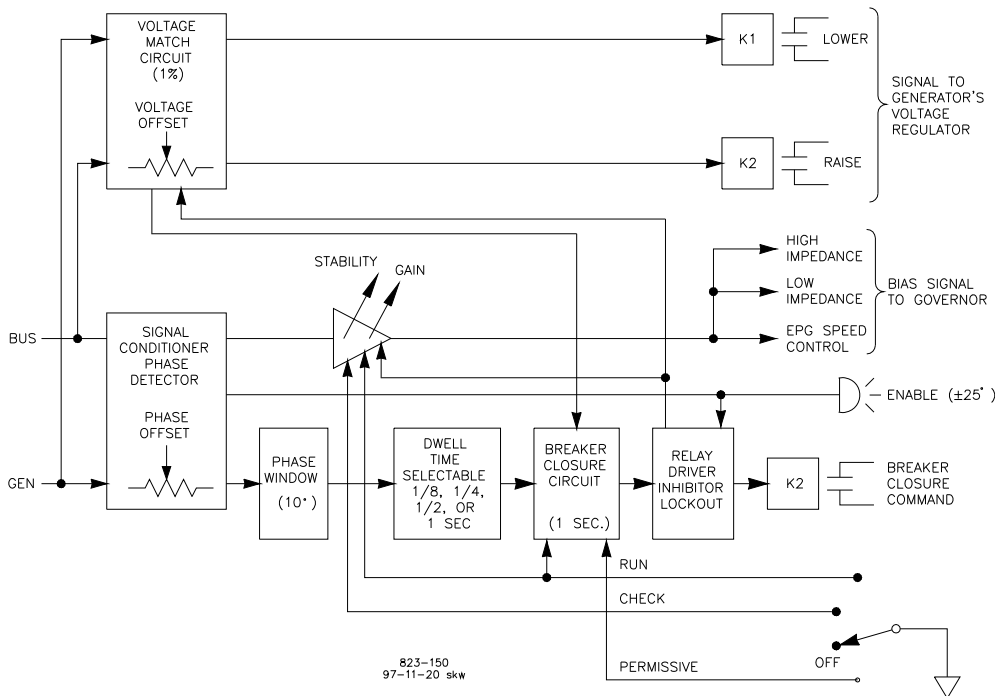 VOLTAGE
MATCH
CIRCUIT
(1%)
VOLTAGE
OFFSET
K1
LOWER
K2
RAISE
SIGNAL TO
GENERATOR'S
VOLTAGE
REGULATOR
STABILITY
GAIN
HIGH
IMPEDANCE
LOW
IMPEDANCE
EPG SPEED
CONTROL
BIAS SIGNAL
TO GOVERNOR
BUS
SIGNAL
CONDITIONER
PHASE
DETECTOR
PHASE
OFFSET
ENABLE (±25°)
GEN
PHASE
WINDOW
(10°)
DWELL
TIME
SELECTABLE
1/8, 1/4,
1/2, OR
1 SEC
BREAKER
CLOSURE
CIRCUIT
(1 SEC.)
RELAY
DRIVER
INHIBITOR
LOCKOUT
K2
BREAKER
CLOSURE
COMMAND
RUN
CHECK
OFF
PERMISSIVE
823-150
97-11-20 skw